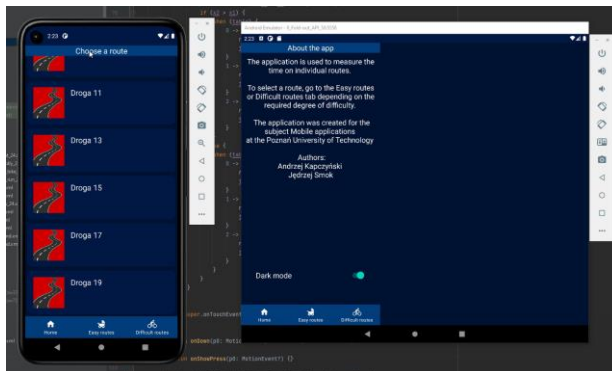 2:23
Choose a route
Droga 11
Droga 13
Droga 15
Droga 17
Droga 19
Home
Easy routes
Difficult routes
2:23
About the app
The application is used to measure the
time on individual routes.
To select a route, go to the Easy routes
or Difficult routes tab depending on the
required degree of difficulty.
The application was created for the
subject Mobile applications
at the Poznań University of Technology
Authors:
Andrzej Kapczyński
Jędrzej Smok
Dark mode
Home
Easy routes
Difficult routes